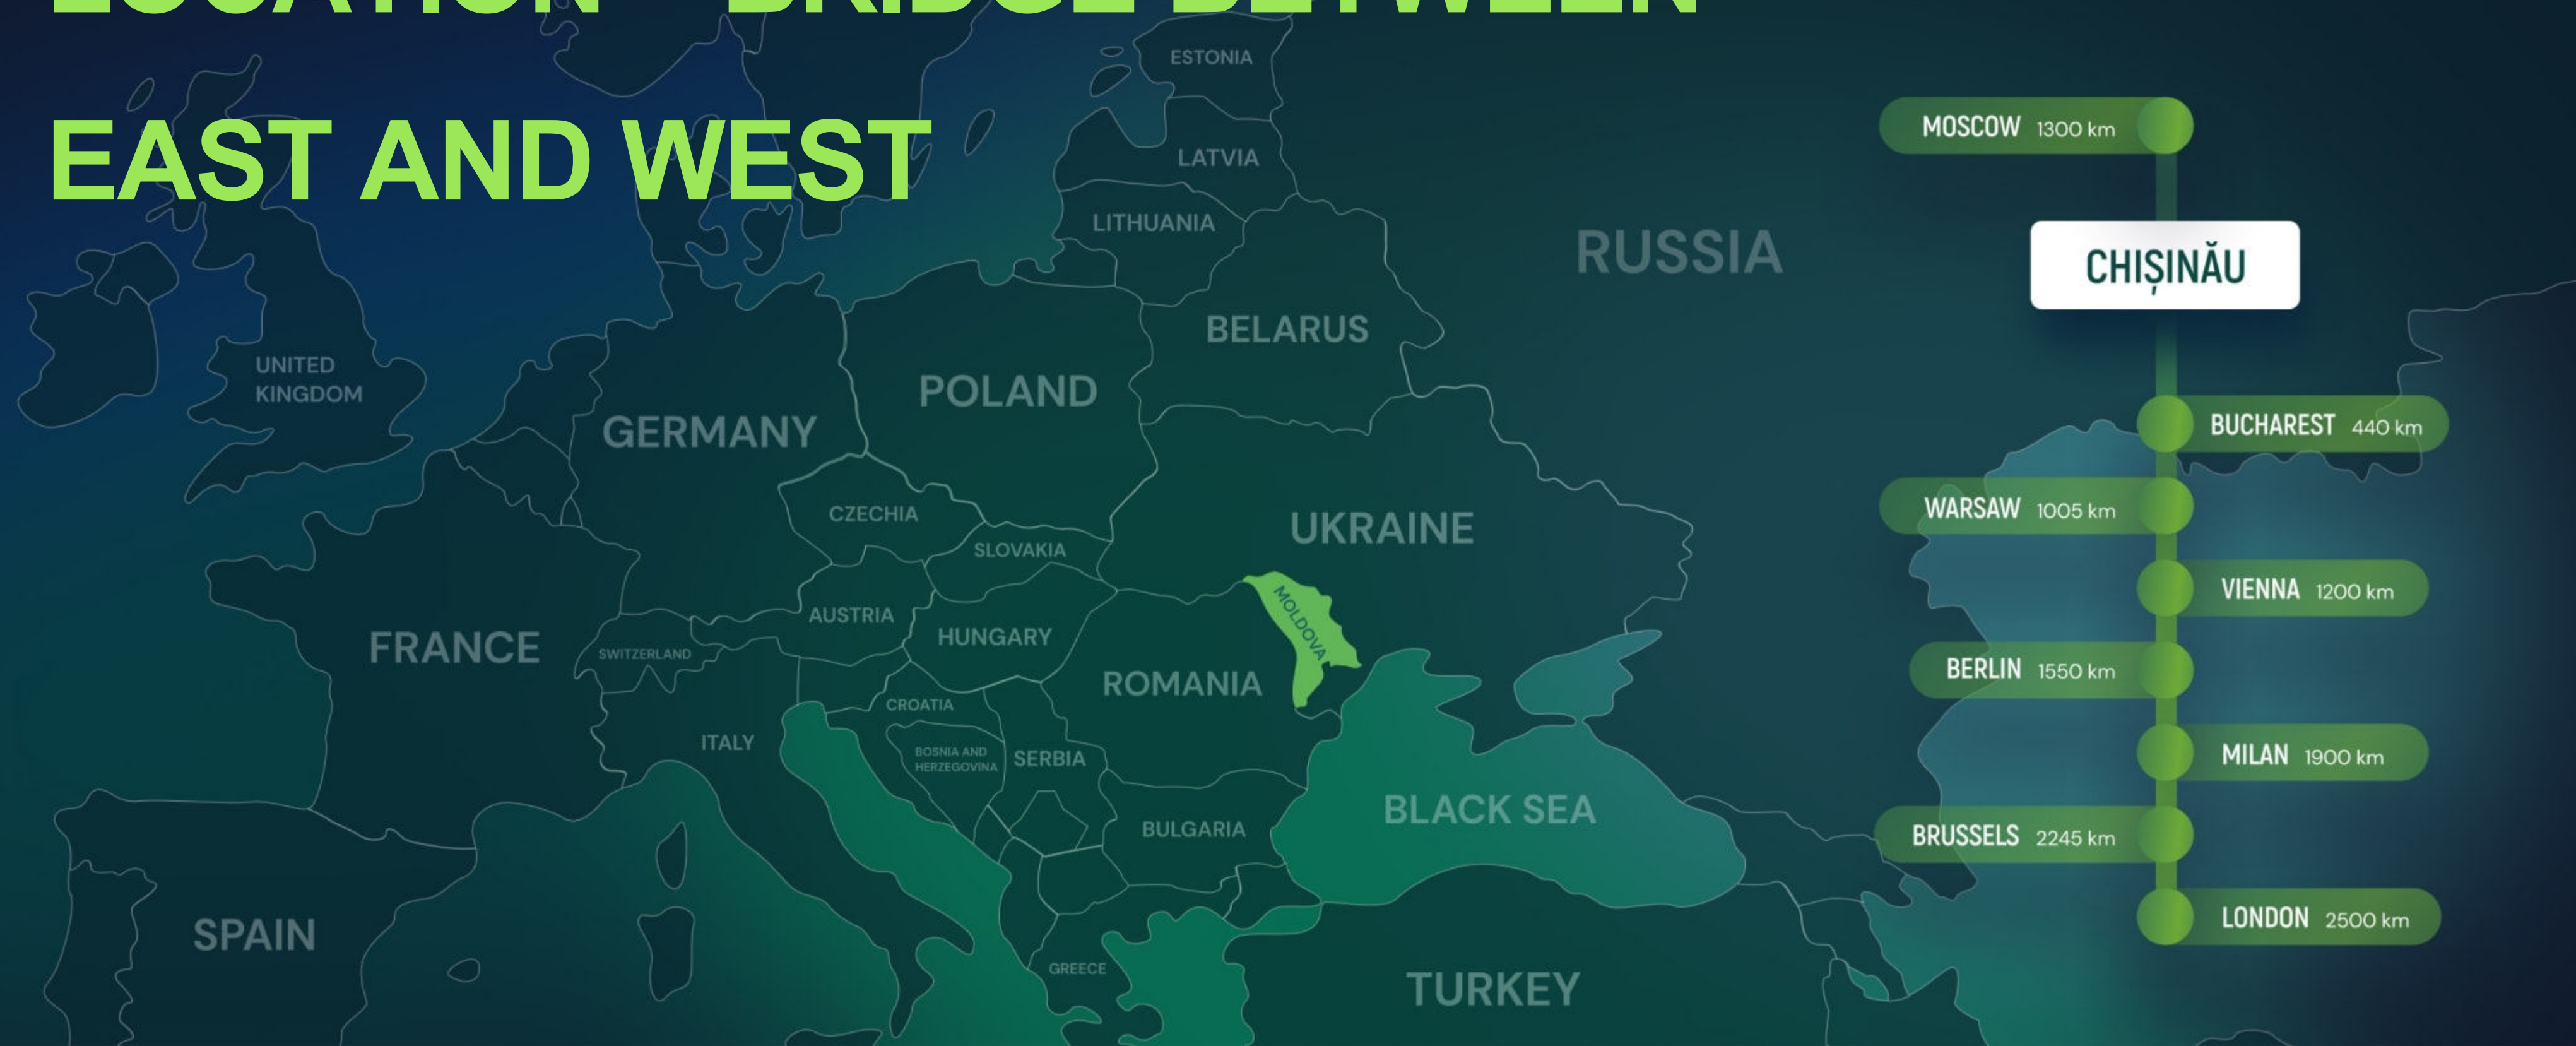 LOCATION – BRIDGE BETWEEN
EAST AND WEST
ESTONIA
LATVIA
LITHUANIA
RUSSIA
BELARUS
UNITED
KINGDOM
POLAND
GERMANY
CZECHIA
UKRAINE
SLOVAKIA
MOLDOVA
AUSTRIA
HUNGARY
FRANCE
SWITZERLAND
ROMANIA
CROATIA
ITALY
BOSNIA AND
HERZEGOVINA
SERBIA
BLACK SEA
BULGARIA
SPAIN
GREECE
TURKEY
MOSCOW 1300 km
CHIȘINĂU
BUCHAREST 440 km
WARSAW 1005 km
VIENNA 1200 km
BERLIN 1550 km
MILAN 1900 km
BRUSSELS 2245 km
LONDON 2500 km